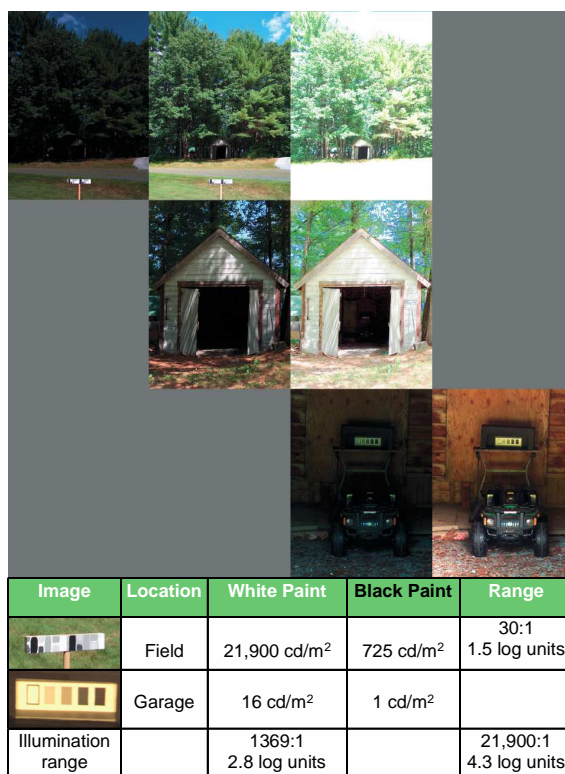 Image Location White Paint Black Paint Range
Field 21,900 cd/m² 725 cd/m² 30:1
1.5 log units
Garage 16 cd/m² 1 cd/m²
Illumination
range
1369:1
2.8 log units
21,900:1
4.3 log units